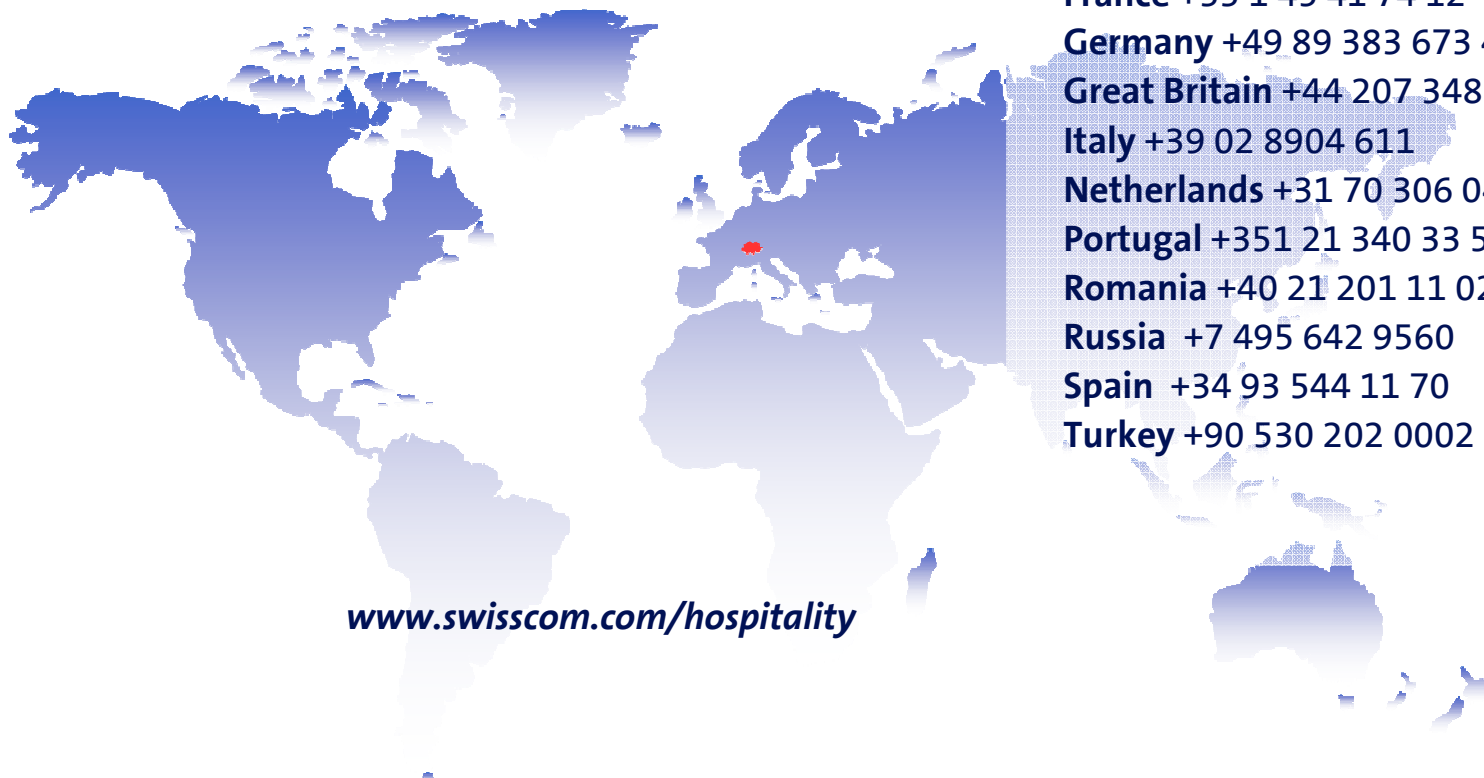 Germany +49 89 383 673
Great Britain +44 207 348
Italy +39 02 8904 611
Netherlands +31 70 306
Portugal +351 21 340 33
Romania +40 21 201 11
Russia +7 495 642 9560
Spain +34 93 544 11 70
Turkey +90 530 202 0002
www.swisscom.com/hospitality